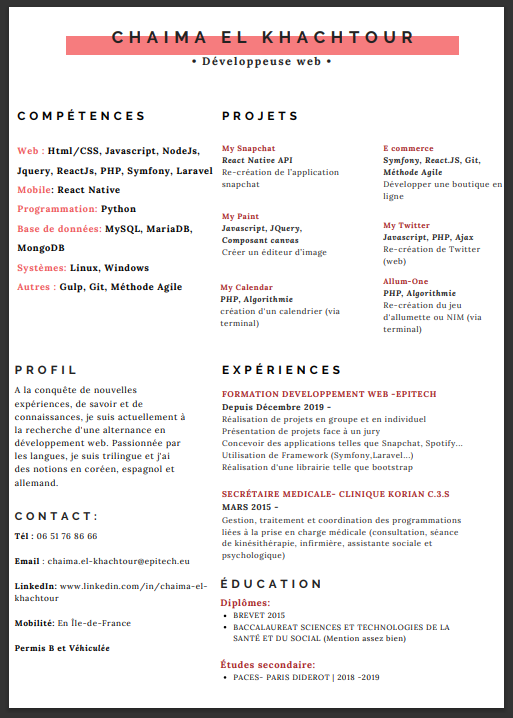 CHAIMA EL KHACHTOUR
• Développeuse web •
COMPÉTENCES
Web : Html/CSS, Javascript, NodeJs,
Jquery, ReactJs, PHP, Symfony, Laravel
Mobile: React Native
Programmation: Python
Base de données: MySQL, MariaDB,
MongoDB
Systèmes: Linux, Windows
Autres : Gulp, Git, Méthode Agile
PROJETS
My Snapchat
React Native API
Re-création de l'application
snapchat
My Paint
Javascript, JQuery,
Composant canvas
Créer un éditeur d'image
My Calendar
PHP, Algorithmie
création d'un calendrier (via
terminal)
E commerce
Symfony, React.JS, Git,
Méthode Agile
Développer une boutique en
ligne
My Twitter
Javascript, PHP, Ajax
Re-création de Twitter
(web)
Allum-One
PHP, Algorithmie
Re-création du jeu
d'allumette ou NIM (via
terminal)
PROFIL
A la conquête de nouvelles
expériences, de savoir et de
connaissances, je suis actuellement à
la recherche d'une alternance en
développement web. Passionnée par
les langues, je suis trilingue et j'ai
des notions en coréen, espagnol et
allemand.
CONTACT:
Tél : 06 51 76 86 66
Email : chaima.el-khachtour@epitech.eu
LinkedIn: www.linkedin.com/in/chaima-el-
khachtour
Mobilité: En Île-de-France
Permis B et Véhiculée
EXPÉRIENCES
FORMATION DEVELOPPEMENT WEB -EPITECH
Depuis Décembre 2019 -
Réalisation de projets en groupe et en individuel
Présentation de projets face à un jury
Concevoir des applications telles que Snapchat, Spotify...
Utilisation de Framework (Symfony,Laravel...)
Réalisation d'une librairie telle que bootstrap
SECRÉTAIRE MEDICALE- CLINIQUE KORIAN C.3.S
MARS 2015 -
Gestion, traitement et coordination des programmations
liées à la prise en charge médicale (consultation, séance
de kinésithérapie, infirmière, assistante sociale et
psychologique)
ÉDUCATION
Diplômes:
• BREVET 2015
• BACCALAUREAT SCIENCES ET TECHNOLOGIES DE LA
SANTÉ ET DU SOCIAL (Mention assez bien)
Études secondaire:
• PACES- PARIS DIDEROT | 2018 -2019